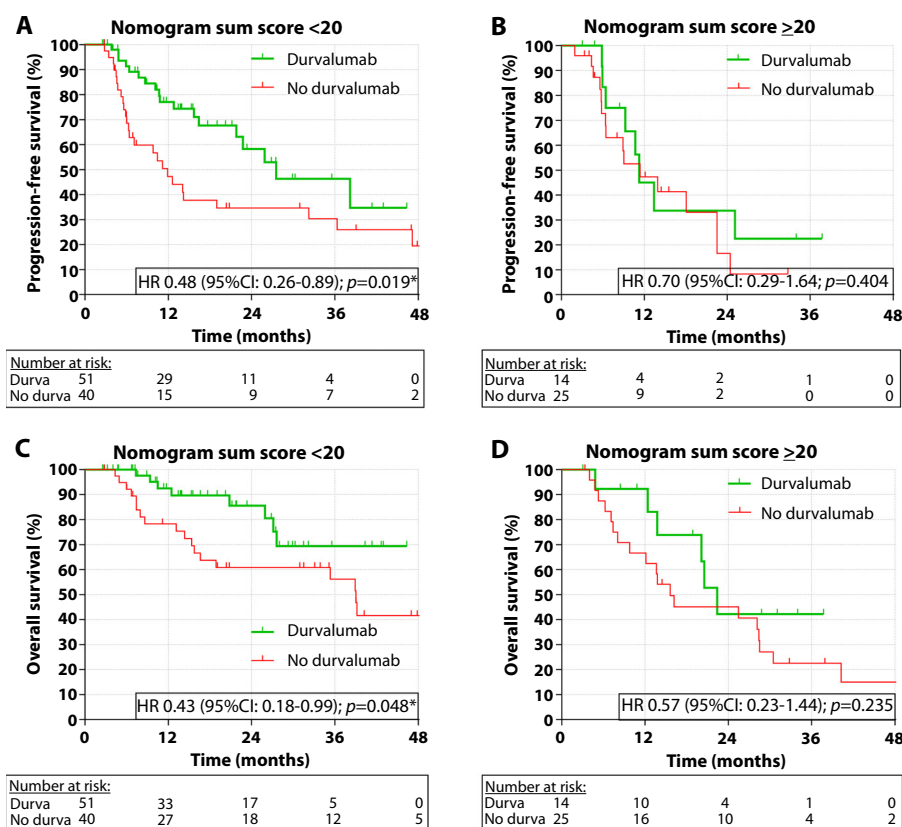 A
Nomogram sum score <20
Progression-free survival (%)
100
90
80
70
60
50
40
30
20
10
0
Durvalumab
No durvalumab
HR 0.48 (95%CI: 0.26-0.89); p=0.019*
0 12 24 36 48
Time (months)
Number at risk:
Durva 51 29 11 4 0
No durva 40 15 9 7 2
B
Nomogram sum score ≥20
Progression-free survival (%)
100
90
80
70
60
50
40
30
20
10
0
Durvalumab
No durvalumab
HR 0.70 (95%CI: 0.29-1.64; p=0.404
0 12 24 36 48
Time (months)
Number at risk:
Durva 14 4 2 1 0
No durva 25 9 2 0 0
C
Nomogram sum score <20
Overall survival (%)
100
90
80
70
60
50
40
30
20
10
0
Durvalumab
No durvalumab
HR 0.43 (95%CI: 0.18-0.99); p=0.048*
0 12 24 36 48
Time (months)
Number at risk:
Durva 51 33 17 5 0
No durva 40 27 18 12 5
D
Nomogram sum score ≥20
Overall survival (%)
100
90
80
70
60
50
40
30
20
10
0
Durvalumab
No durvalumab
HR 0.57 (95%CI: 0.23-1.44); p=0.235
0 12 24 36 48
Time (months)
Number at risk:
Durva 14 10 4 1 0
No durva 25 16 10 4 2